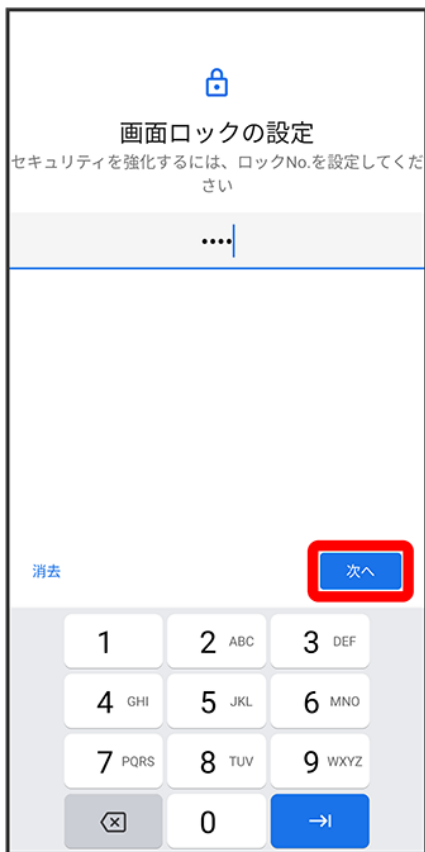 画面ロックの設定
セキュリティを強化するには、ロックNo.を設定してくだ
さい
••••
消去 次へ
1 2 ABC 3 DEF
4 GHI 5 JKL 6 MNO
7 PQRS 8 TUV 9 WXYZ
0